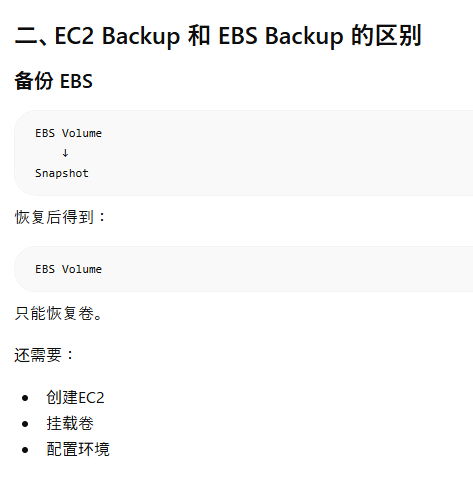 二、EC2 Backup 和 EBS Backup 的区别
备份 EBS
EBS Volume
↓
Snapshot
恢复后得到：
EBS Volume
只能恢复卷。
还需要：
• 创建EC2
• 挂载卷
• 配置环境